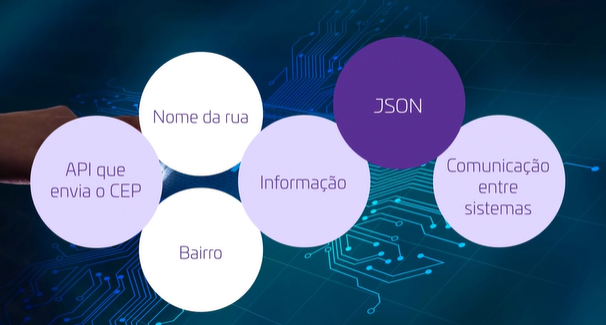 API que
envia o CEP
Nome da rua
Bairro
Informação
JSON
Comunicação
entre
sistemas